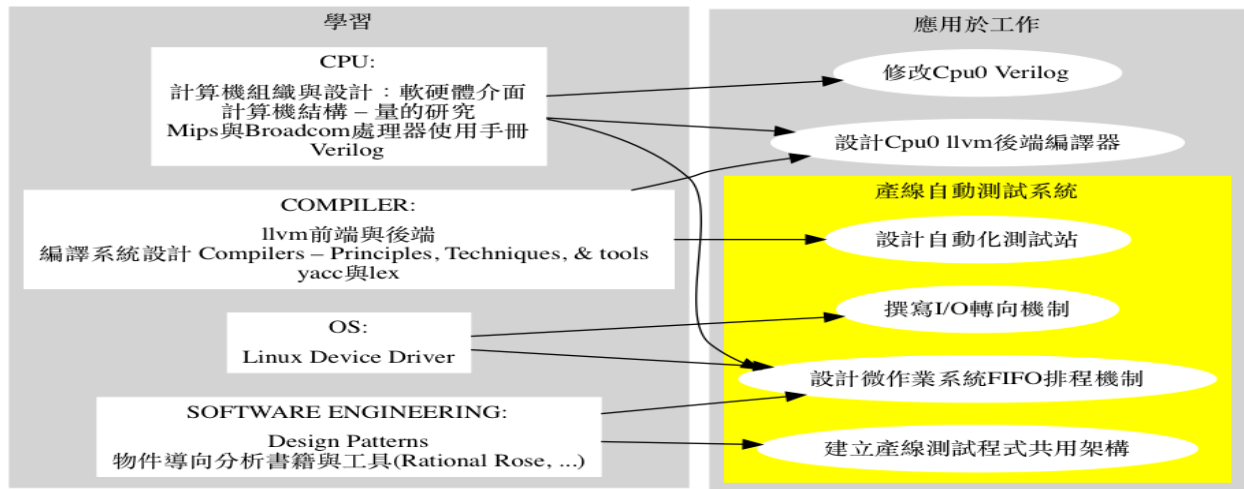 學習
CPU:
計算機組織與設計：軟硬體介面
計算機結構 – 量的研究
Mips與Broadcom處理器使用手冊
Verilog
COMPILER:
llvm前端與後端
編譯系統設計 Compilers – Principles, Techniques, & tools
yacc與lex
OS:
Linux Device Driver
SOFTWARE ENGINEERING:
Design Patterns
物件導向分析書籍與工具(Rational Rose, ...)
應用於工作
修改Cpu0 Verilog
設計Cpu0 llvm後端編譯器
產線自動測試系統
設計自動化測試站
撰寫I/O轉向機制
設計微作業系統FIFO排程機制
建立產線測試程式共用架構